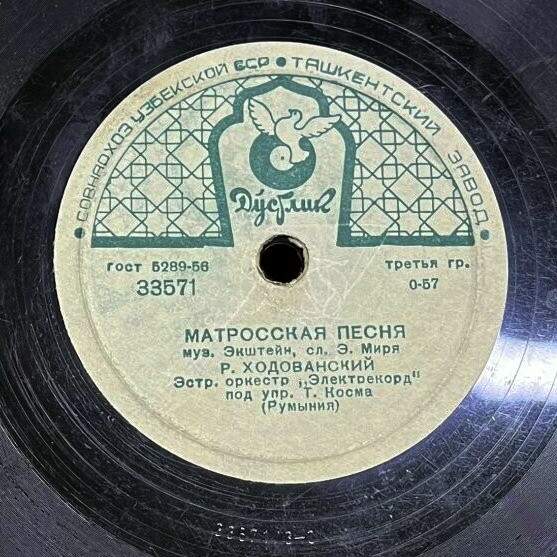 • СОВНАРХОЗ УЗБЕКСКОЙ ССР • ТАШКЕНТСКИЙ ЗАВОД •
Дӯстлик
ГОСТ 5289-56
третья гр.
33571
0-57
МАТРОССКАЯ ПЕСНЯ
муз. Экштейн, сл. Э. Миря
Р. ХОДОВАНСКИЙ
Эстр. оркестр „Электрекорд"
под упр. Т. Косма
(Румыния)